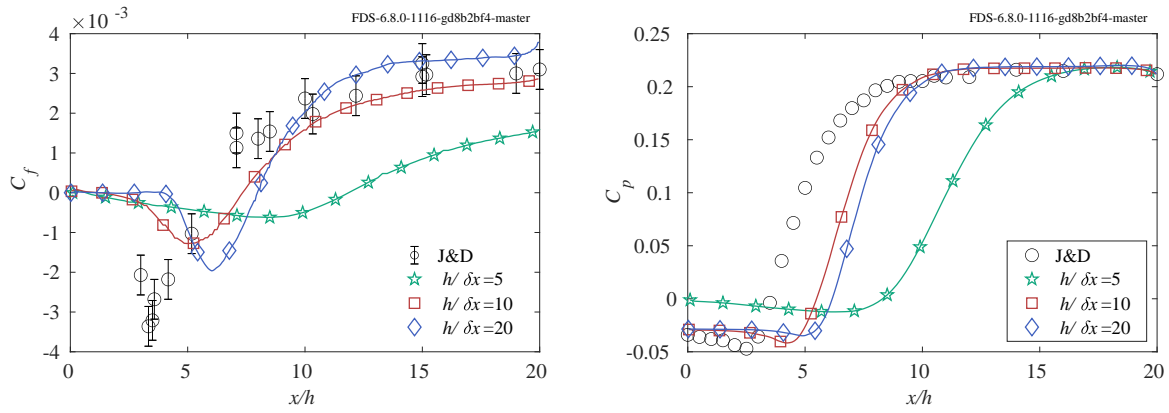 FDS-6.8.0-1116-gd8b2bf4-master
×10 -3
4
3
2
1
0
-1
-2
-3
-4
C f
0 5 10 15 20
x/h
J&D
h/ δx=5
h/ δx=10
h/ δx=20
FDS-6.8.0-1116-gd8b2bf4-master
0.25
0.2
0.15
0.1
0.05
0
-0.05
C p
0 5 10 15 20
x/h
J&D
h/ δx=5
h/ δx=10
h/ δx=20